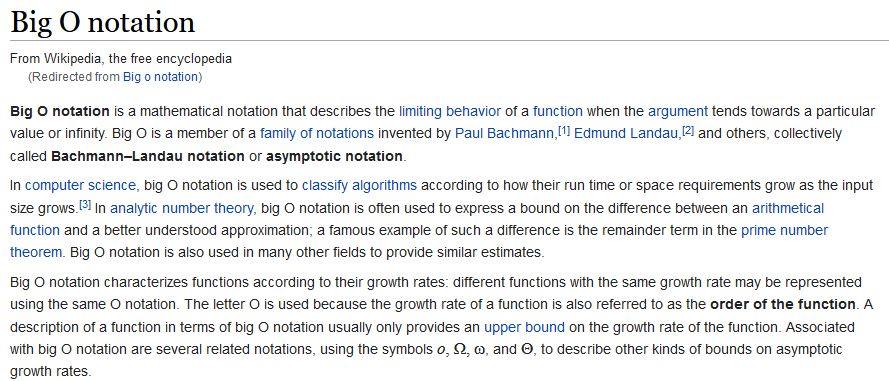 Big O notation
From Wikipedia, the free encyclopedia
(Redirected from Big o notation)
Big O notation is a mathematical notation that describes the limiting behavior of a function when the argument tends towards a particular
value or infinity. Big O is a member of a family of notations invented by Paul Bachmann,[1] Edmund Landau,[2] and others, collectively
called Bachmann–Landau notation or asymptotic notation.
In computer science, big O notation is used to classify algorithms according to how their run time or space requirements grow as the input
size grows.[3] In analytic number theory, big O notation is often used to express a bound on the difference between an arithmetical
function and a better understood approximation; a famous example of such a difference is the remainder term in the prime number
theorem. Big O notation is also used in many other fields to provide similar estimates.
Big O notation characterizes functions according to their growth rates: different functions with the same growth rate may be represented
using the same O notation. The letter O is used because the growth rate of a function is also referred to as the order of the function. A
description of a function in terms of big O notation usually only provides an upper bound on the growth rate of the function. Associated
with big O notation are several related notations, using the symbols o, Ω, ω, and Θ, to describe other kinds of bounds on asymptotic
growth rates.